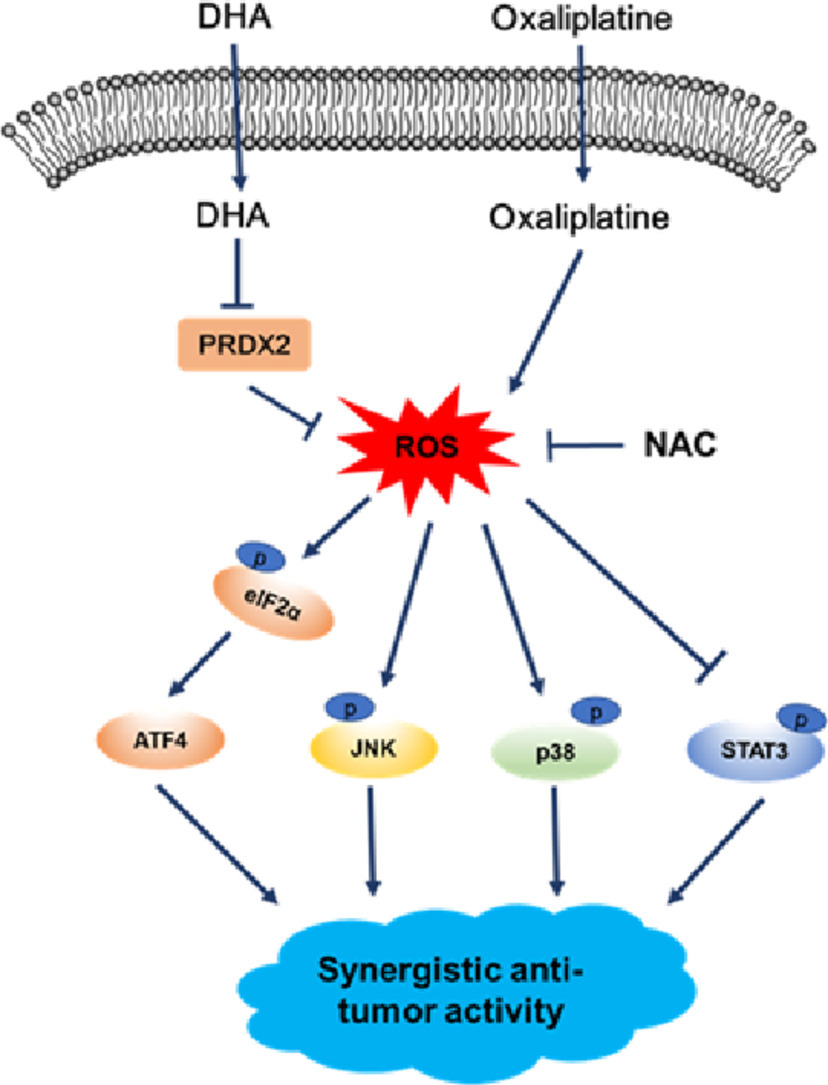 DHA
Oxaliplatine
DHA
Oxaliplatine
PRDX2
ROS
NAC
p
eIF2α
p
p
p
ATF4
JNK
p38
STAT3
Synergistic anti-
tumor activity